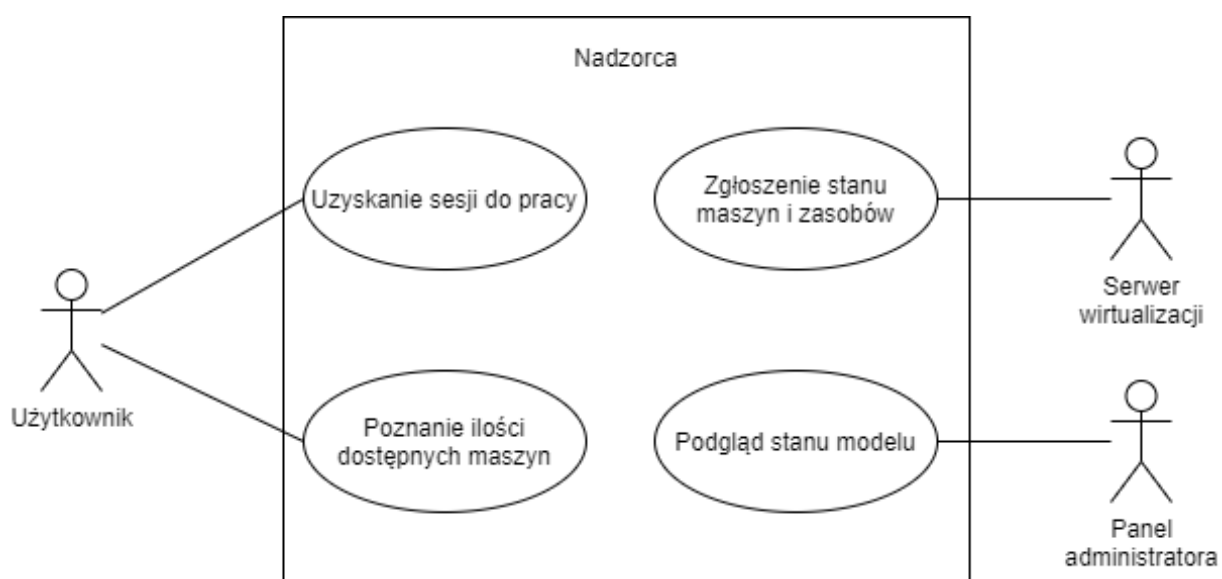 Nadzorca
Uzyskanie sesji do pracy
Zgłoszenie stanu
maszyn i zasobów
Serwer
wirtualizacji
Użytkownik
Poznanie ilości
dostępnych maszyn
Podgląd stanu modelu
Panel
administratora